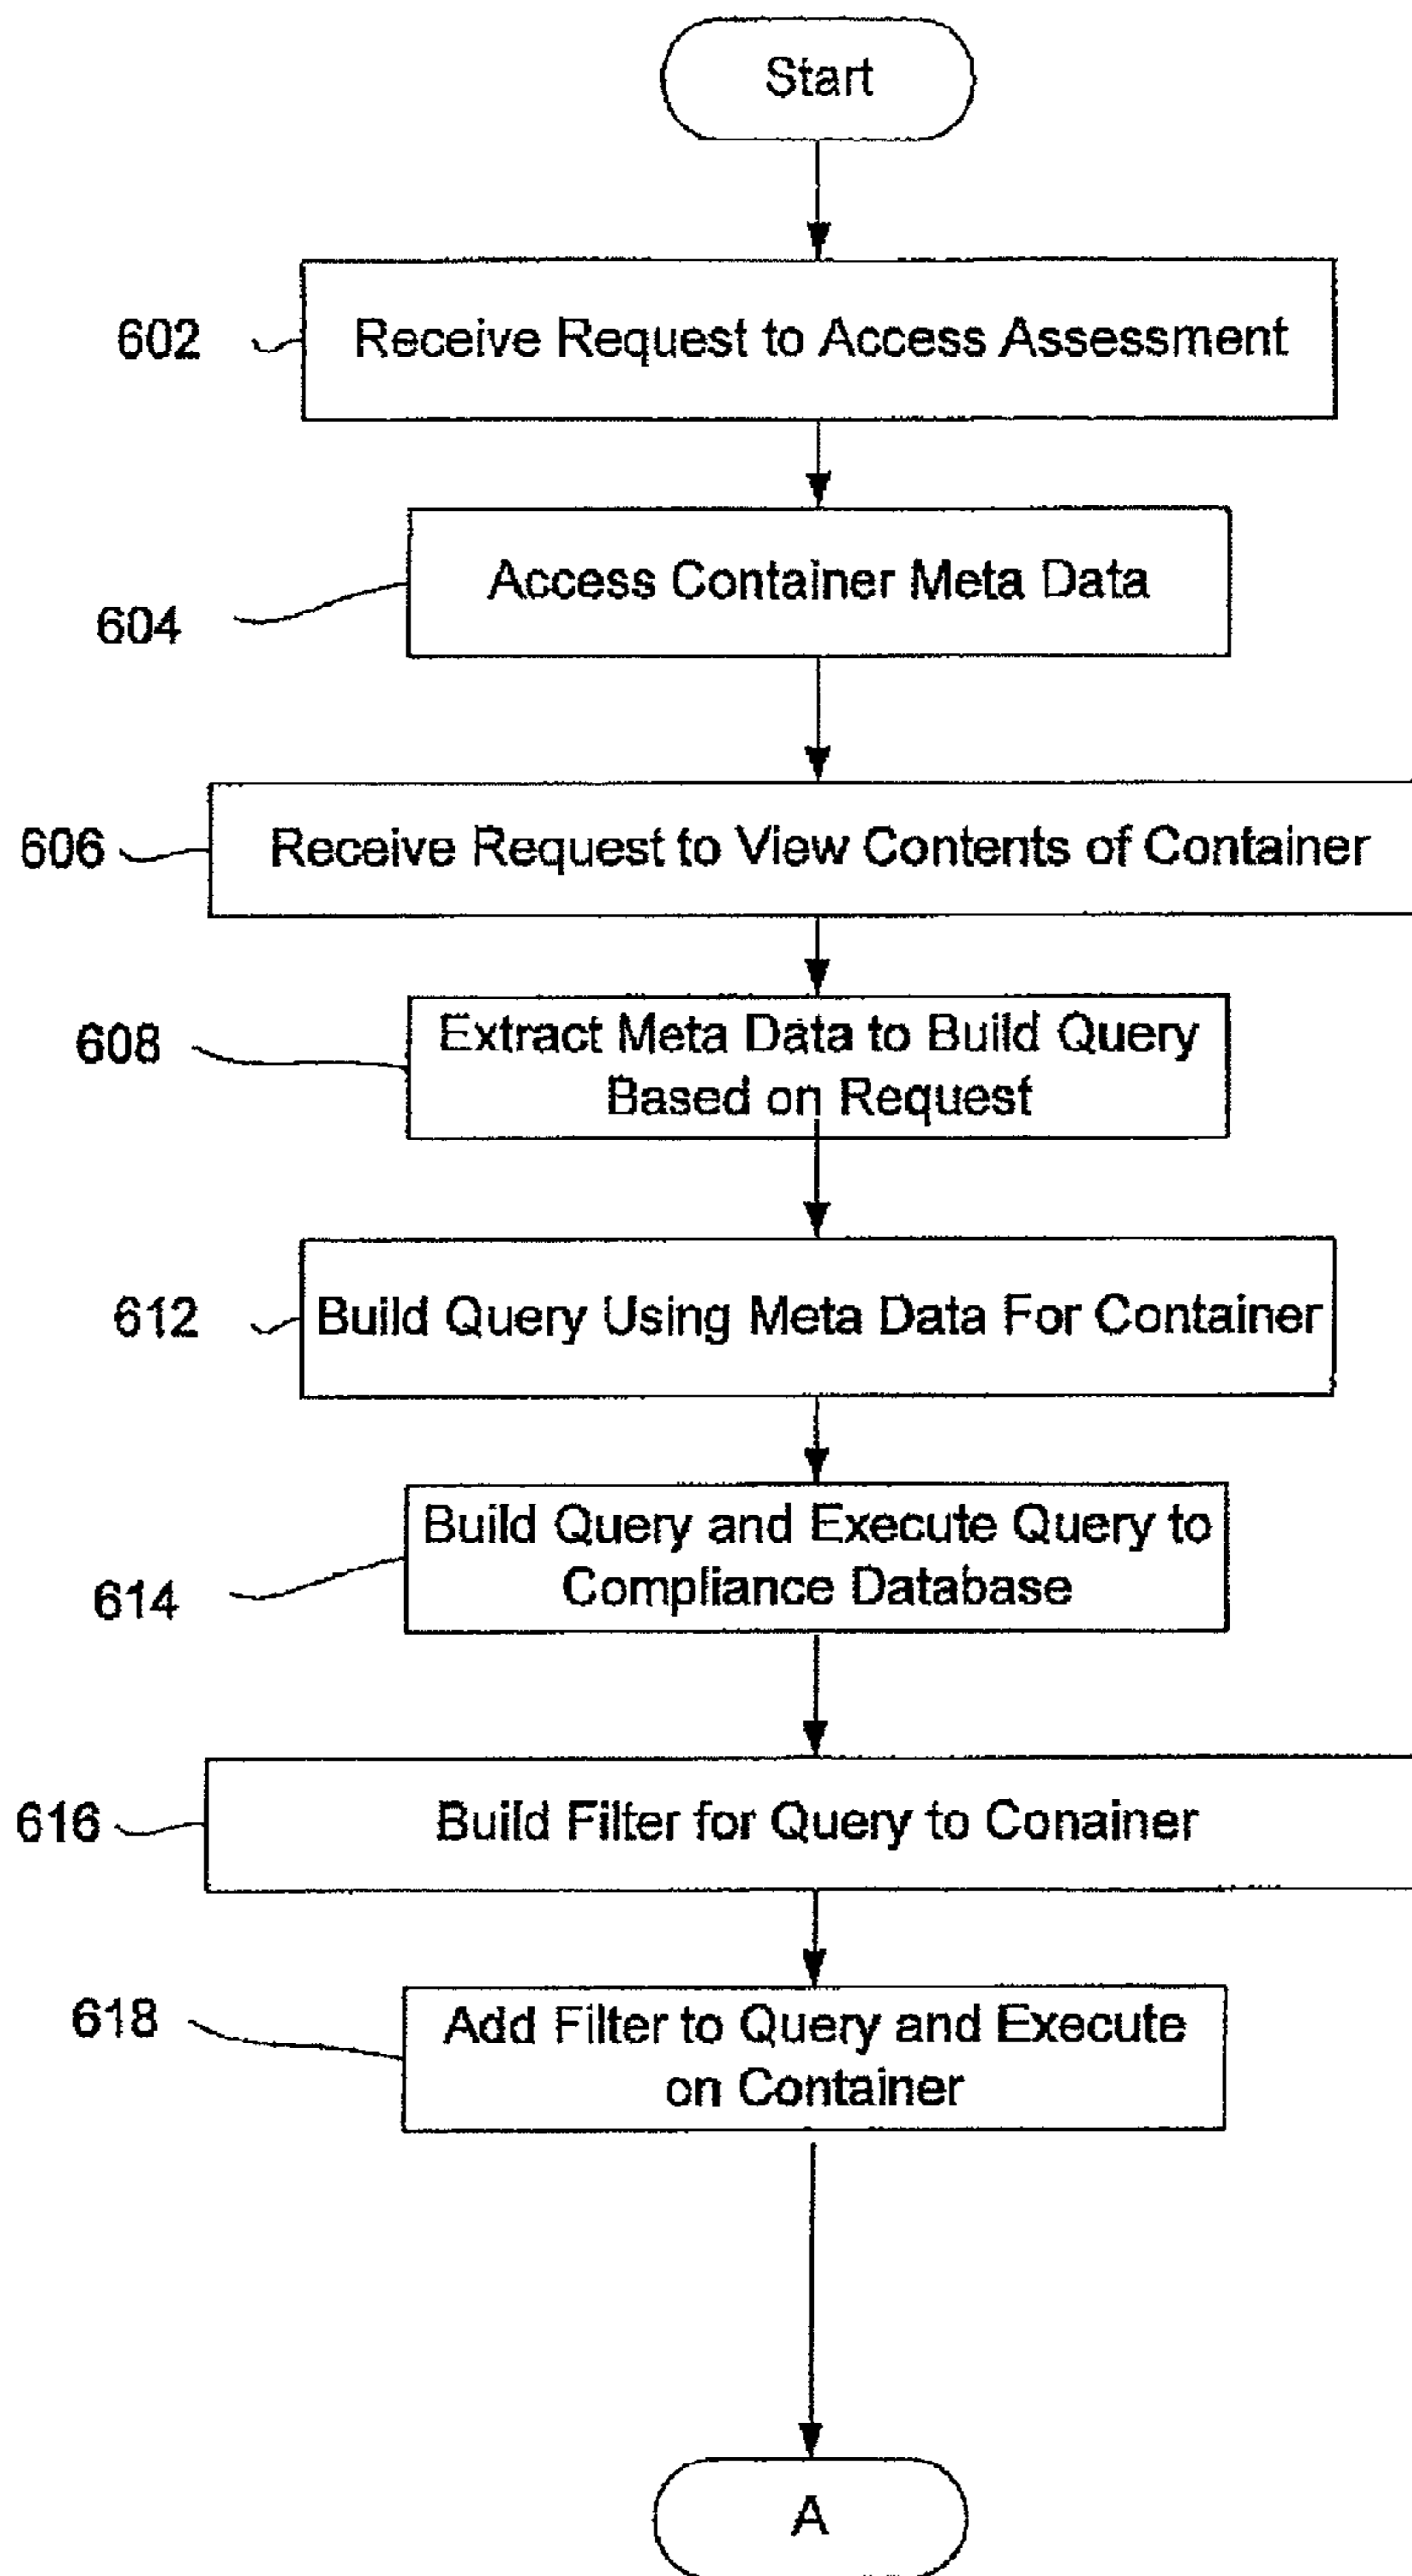 Start
602
Receive Request to Access Assessment
604
Access Container Meta Data
606
Receive Request to View Contents of Container
608
Extract Meta Data to Build Query
Based on Request
612
Build Query Using Meta Data For Container
614
Build Query and Execute Query to
Compliance Database
616
Build Filter for Query to Conainer
618
Add Filter to Query and Execute
on Container
A